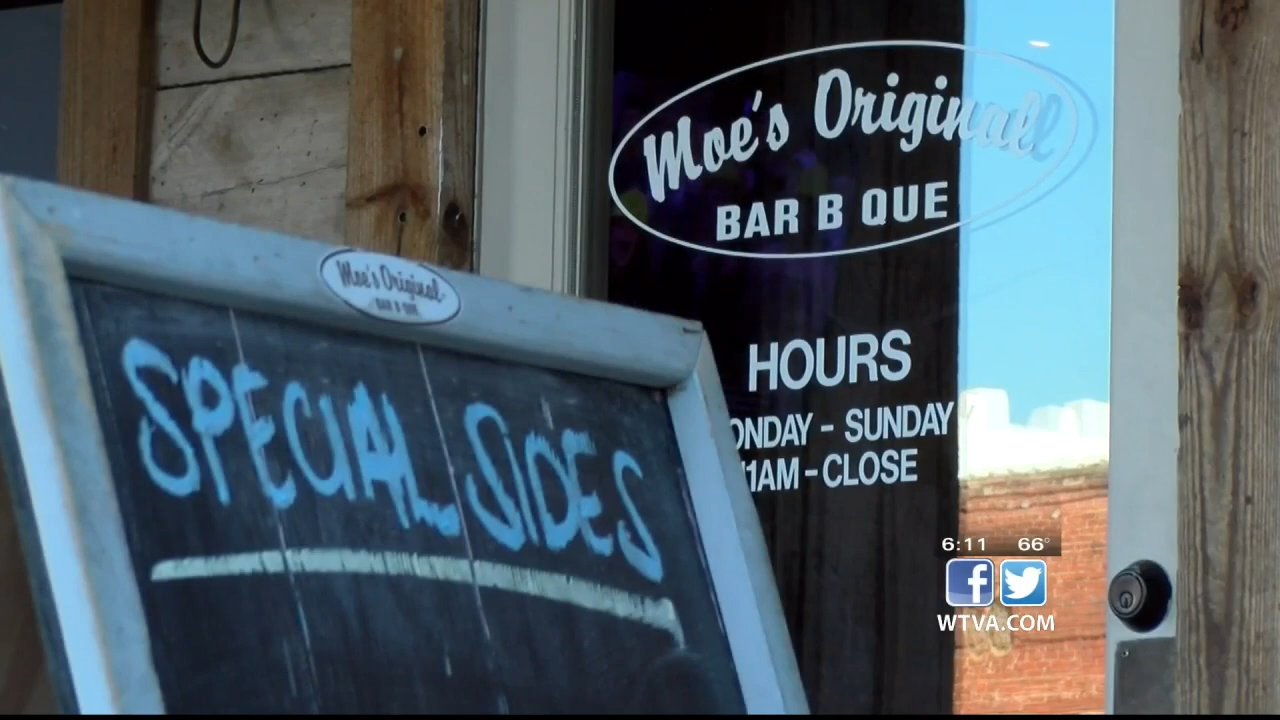 Moe's Original
BAR B QUE
HOURS
ONDAY - SUNDAY
11AM - CLOSE
Moe's Original
BAR B QUE
SPECIAL SIDES
6:11 66°
f
WTVA.COM